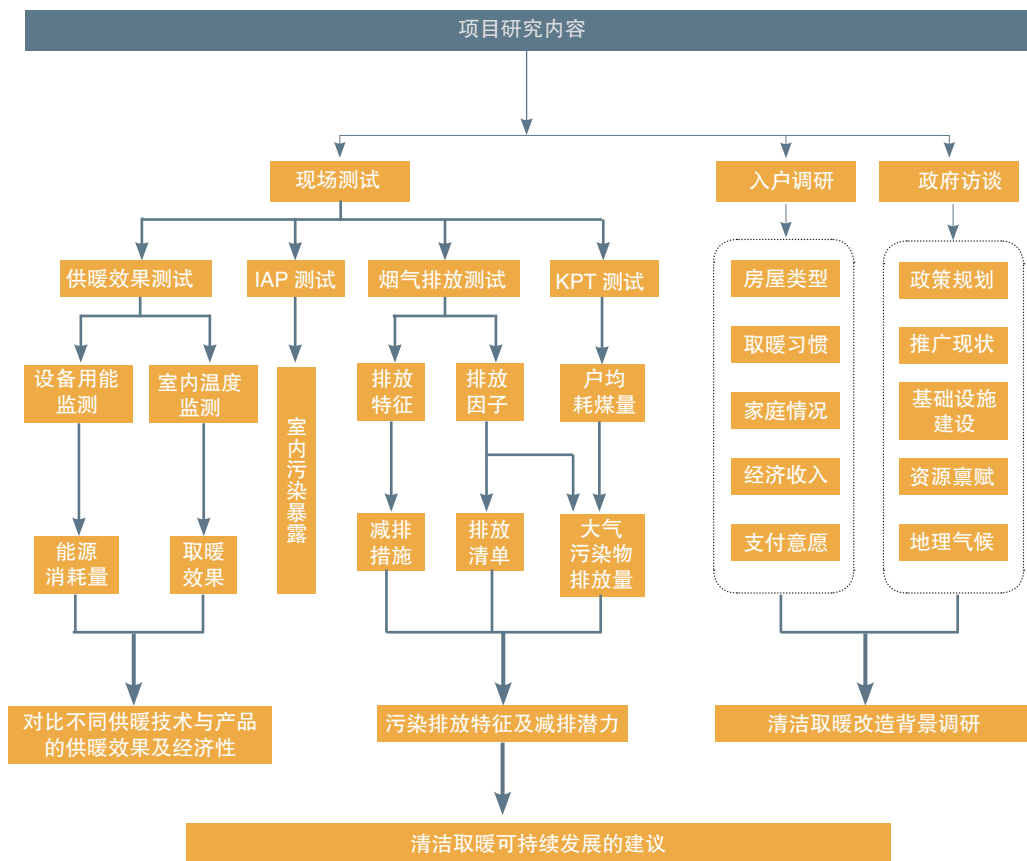 项目研究内容
现场测试
入户调研
政府访谈
供暖效果测试
IAP 测试
烟气排放测试
KPT 测试
房屋类型
政策规划
取暖习惯
推广现状
设备用能
监测
室内温度
监测
室内污染暴露
排放
特征
排放
因子
户均
耗煤量
家庭情况
基础设施
建设
经济收入
资源禀赋
能源
消耗量
取暖
效果
减排
措施
排放
清单
大气
污染物
排放量
支付意愿
地理气候
对比不同供暖技术与产品
的供暖效果及经济性
污染排放特征及减排潜力
清洁取暖改造背景调研
清洁取暖可持续发展的建议